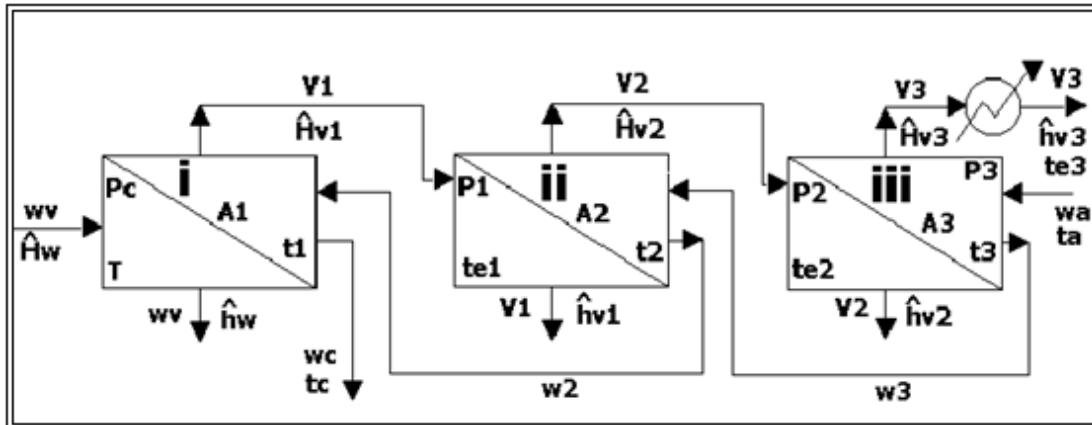 V1
Ĥv1
V2
Ĥv2
V3
Ĥv3
V3
ĥv3
te3
wv
Ĥw
Pc
i
A1
T
t1
P1
ii
A2
te1
t2
P2
iii
P3
A3
te2
t3
wa
ta
wv
ĥw
wc
tc
V1
ĥv1
V2
ĥv2
w2
w3